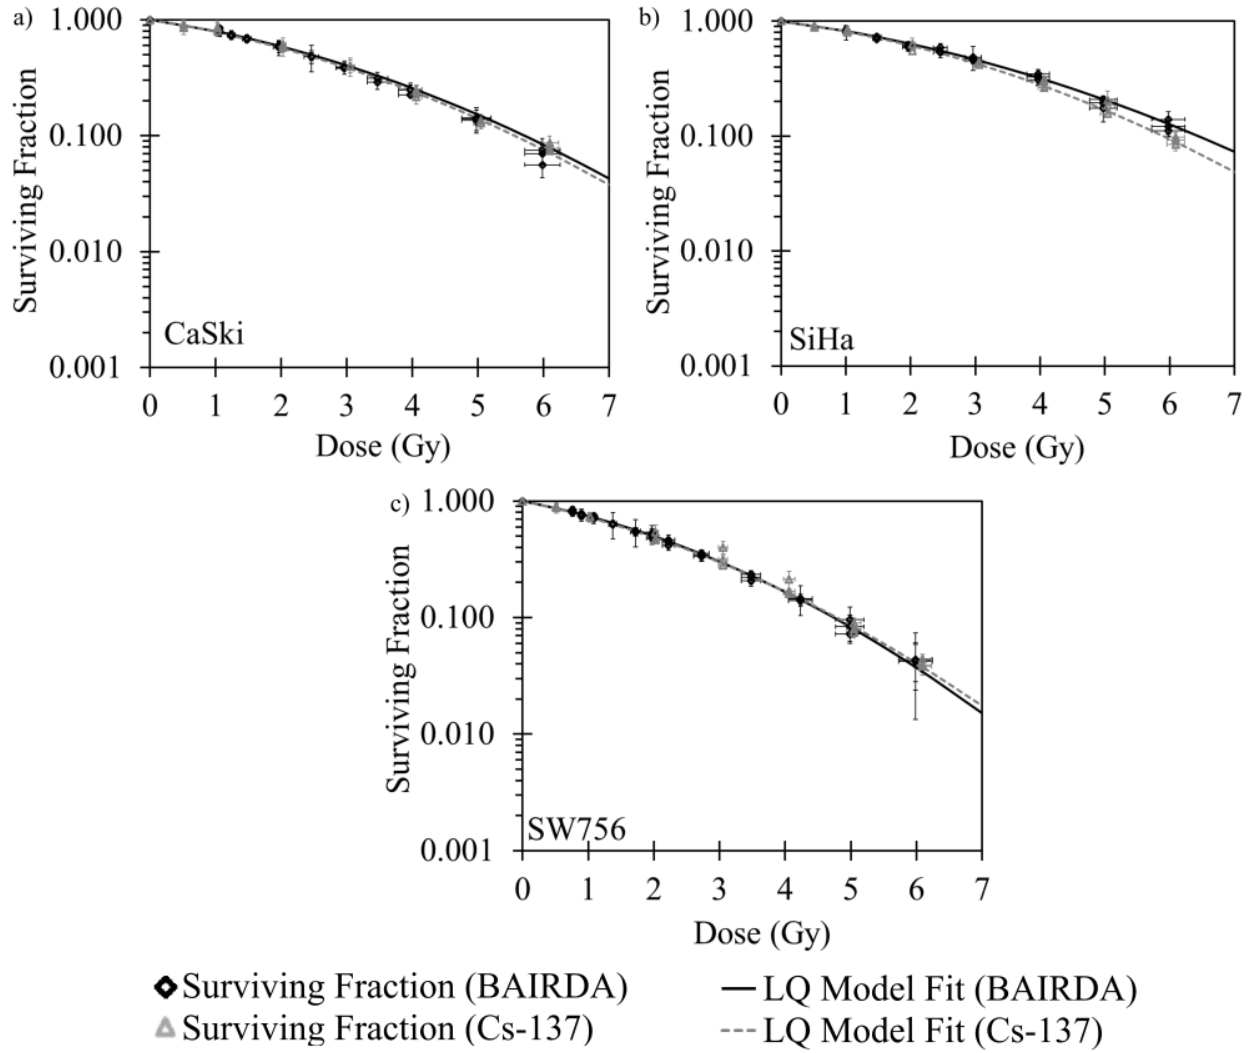 a)
1.000
0.100
0.010
0.001
Surviving Fraction
CaSki
0 1 2 3 4 5 6 7
Dose (Gy)
b)
1.000
0.100
0.010
0.001
Surviving Fraction
SiHa
0 1 2 3 4 5 6 7
Dose (Gy)
c)
1.000
0.100
0.010
0.001
Surviving Fraction
SW756
0 1 2 3 4 5 6 7
Dose (Gy)
Surviving Fraction (BAIRDA)
LQ Model Fit (BAIRDA)
Surviving Fraction (Cs-137)
LQ Model Fit (Cs-137)